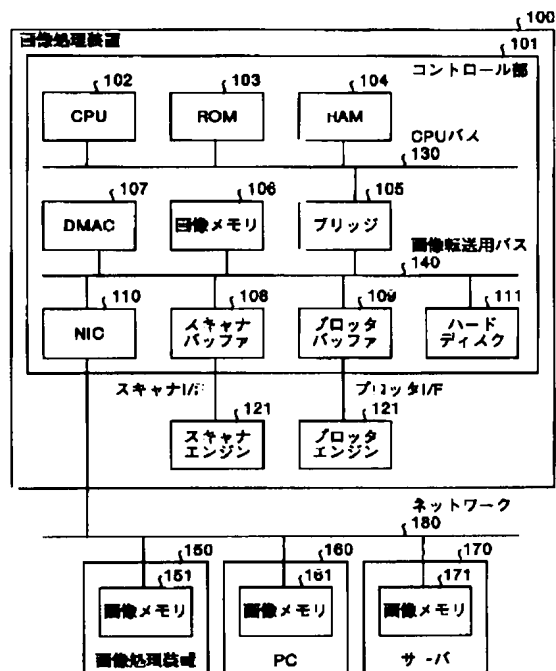 100
画像処理装置
101
コントロール部
102 103 104
CPU ROM HAM
CPUバス
130
107 106 105
DMAC 画像メモリ ブリッジ
画像転送用バス
140
110 108 109 111
NIC スキャナ バッファ プロッタ バッファ ハード ディスク
スキャナI/F プロッタI/F
121 121
スキャナ エンジン プロッタ エンジン
ネットワーク
180
150 160 170
151 161 171
画像メモリ 画像メモリ 画像メモリ
画像処理装置 PC サーバ